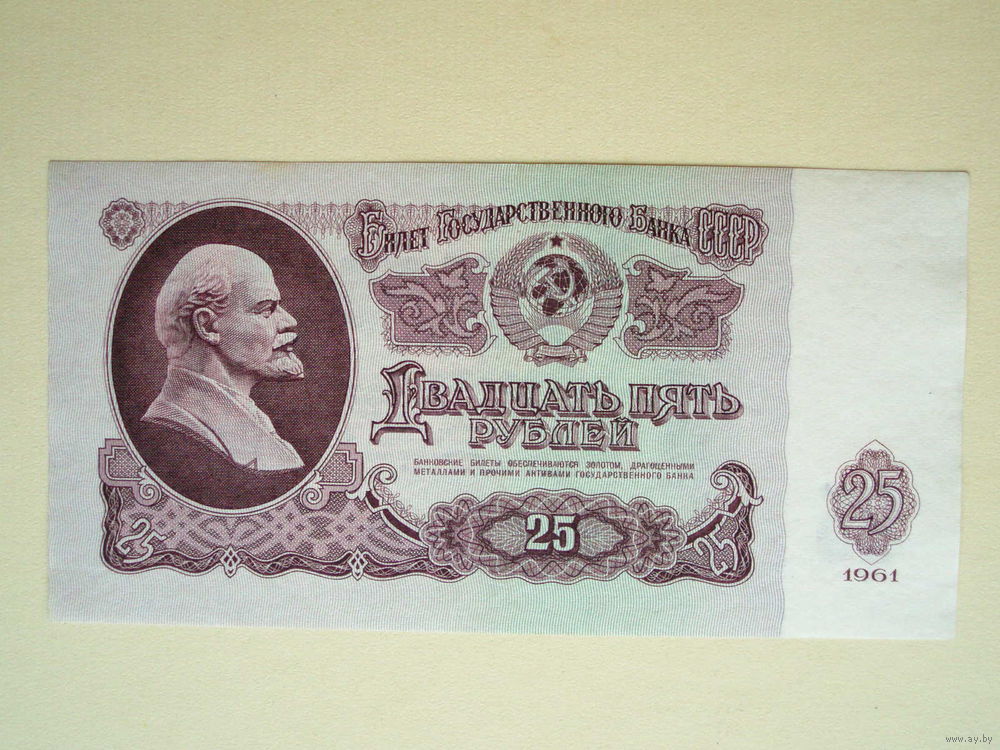 Билет Государственного Банка СССР
Двадцать пять
рублей
БАНКОВСКИЕ БИЛЕТЫ ОБЕСПЕЧИВАЮТСЯ ЗОЛОТОМ, ДРАГОЦЕННЫМИ
МЕТАЛЛАМИ И ПРОЧИМИ АКТИВАМИ ГОСУДАРСТВЕННОГО БАНКА
25
25
25
25
1961
www.ay.by